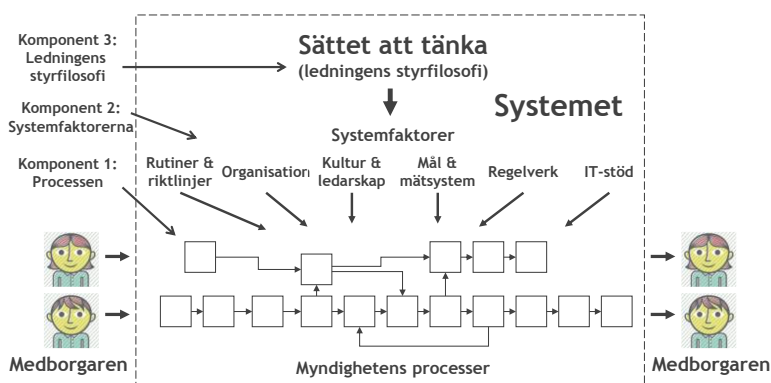 Komponent 3:
Ledningens
styrfilosofi
Sättet att tänka
(ledningens styrfilosofi)
Systemet
Komponent 2:
Systemfaktorerna
Systemfaktorer
Komponent 1:
Processen
Rutiner &
riktlinjer
Organisation
Kultur &
ledarskap
Mål &
mätsystem
Regelverk
IT-stöd
Medborgaren
Myndighetens processer
Medborgaren